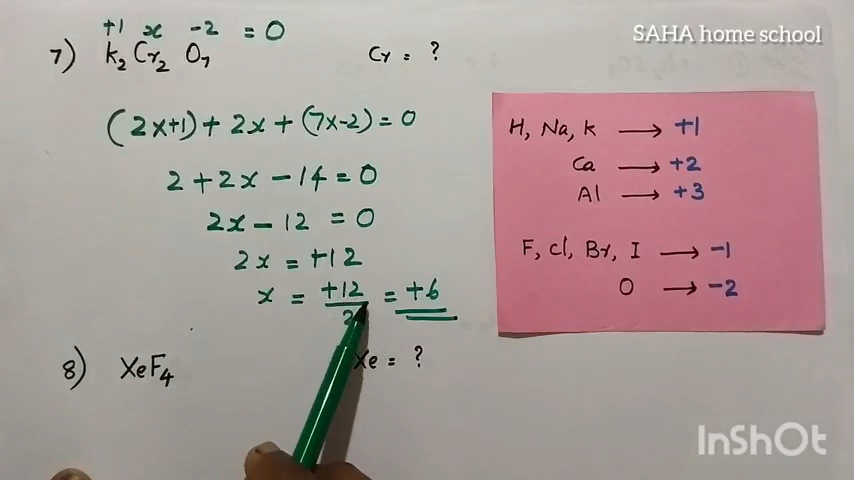 SAHA home school
+1 x -2 = 0
7) K₂Cr₂O₇ Cr = ?
(2x+1) + 2x + (7x-2) = 0
2 + 2x - 14 = 0
2x - 12 = 0
2x = +12
x = +12/2 = +6
8) XeF₄ Xe = ?
H, Na, K → +1
Ca → +2
Al → +3
F, Cl, Br, I → -1
O → -2
InShOt